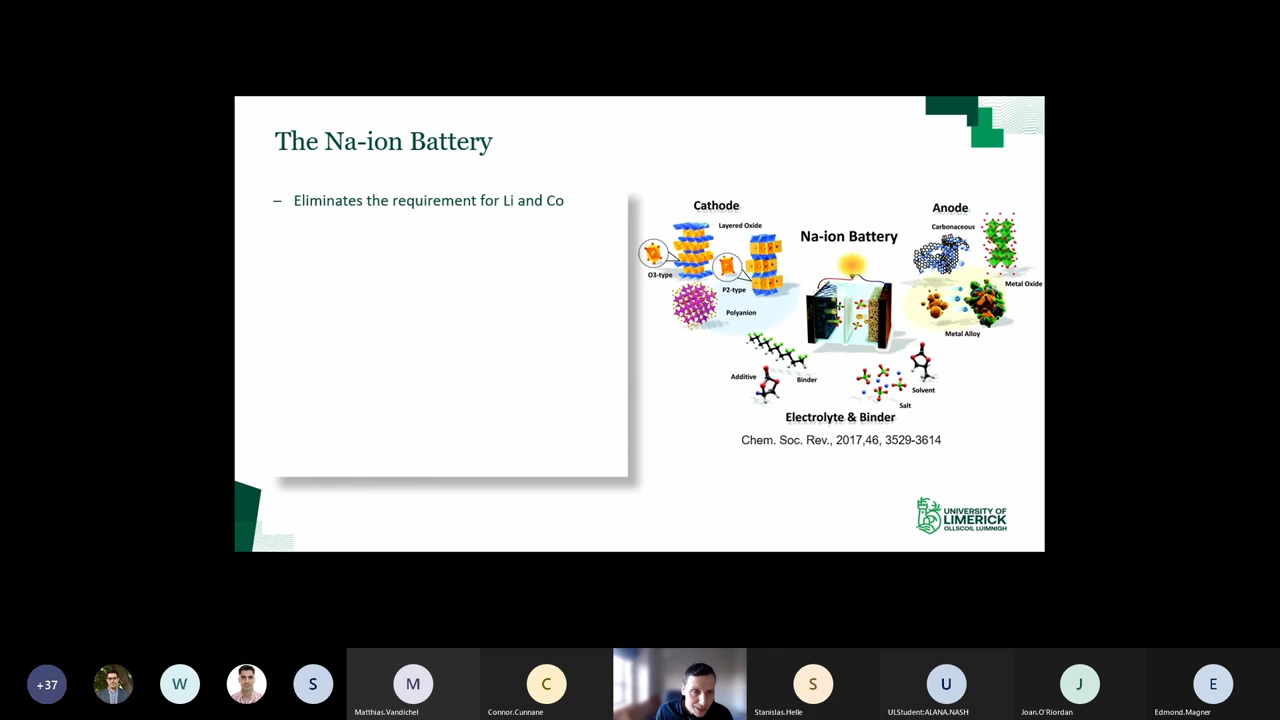 The Na-ion Battery
– Eliminates the requirement for Li and Co
Cathode
Layered Oxide
O3-type
P2-type
Polyanion
Na-ion Battery
Anode
Carbonaceous
Metal Oxide
Metal Alloy
Additive
Binder
Solvent
Salt
Electrolyte & Binder
Chem. Soc. Rev., 2017,46, 3529-3614
UNIVERSITY OF
LIMERICK
OLLSCOIL LUIMNIGH
+37
W
S
M
Matthias.Vandichel
C
Connor.Cunnane
S
Stanislas.Helle
U
ULStudent:ALANA.NASH
J
Joan.O'Riordan
E
Edmond.Magner